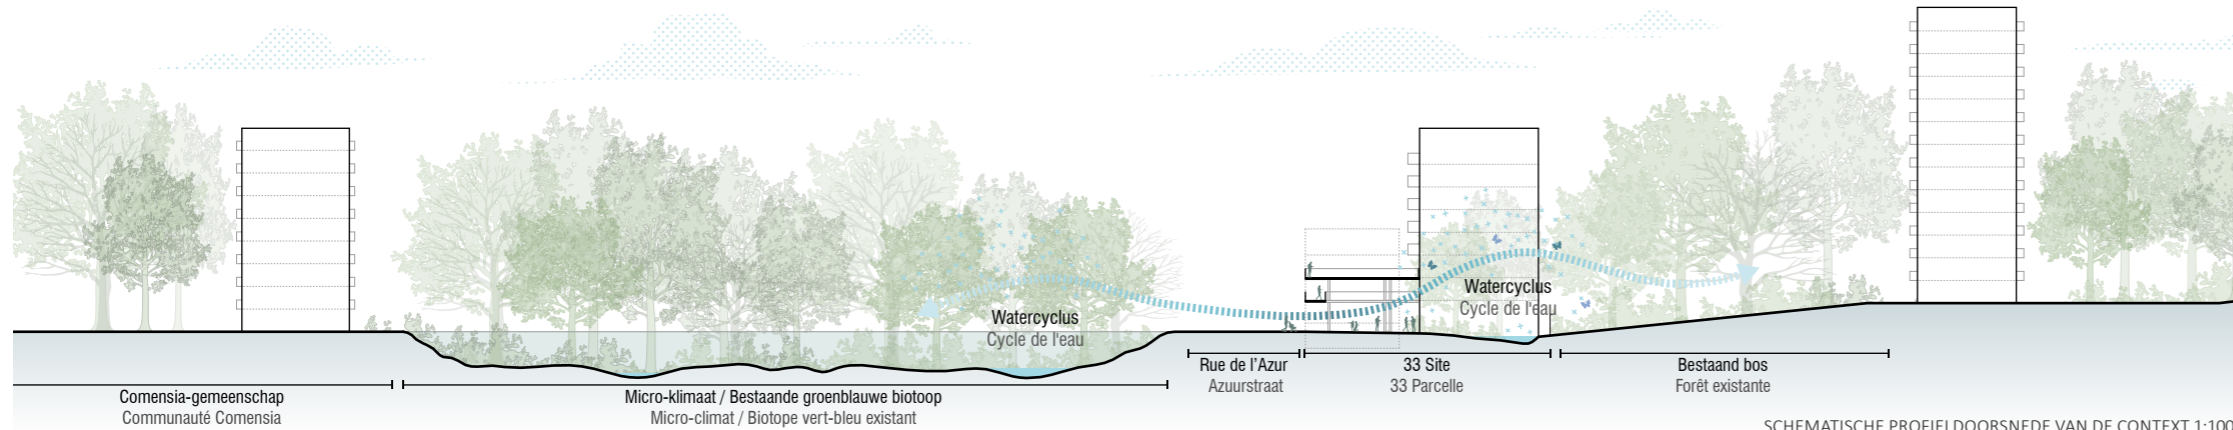 Watercyclus
Cycle de l'eau
Watercyclus
Cycle de l'eau
Comensia-gemeenschap
Communauté Comensia
Micro-klimaat / Bestaande groenblauwe biotoop
Micro-climat / Biotope vert-bleu existant
Rue de l'Azur
Azuurstraat
33 Site
33 Parcelle
Bestaand bos
Forêt existante
SCHEMATISCHE PROFIELDOORSNEDE VAN DE CONTEXT 1:100